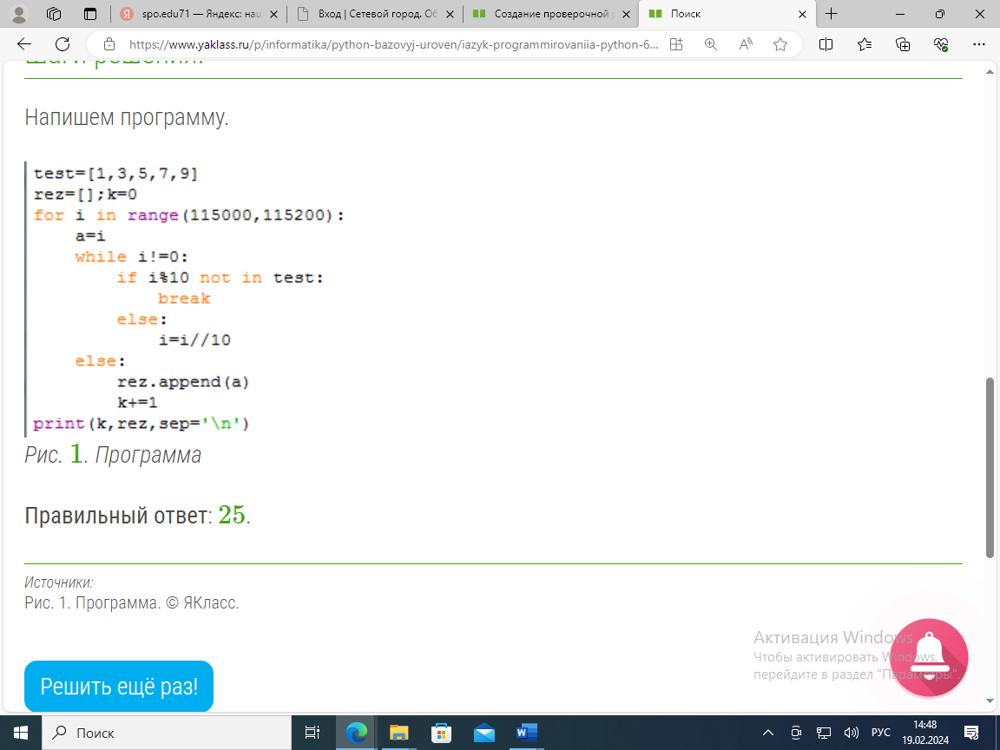 spo.edu71 — Яндекс: наш
Вход | Сетевой город. Об
Создание проверочной р
Поиск
https://www.yaklass.ru/p/informatika/python-bazovyj-uroven/iazyk-programmirovaniia-python-6...
Шаги решения:
Напишем программу.
test=[1,3,5,7,9]
rez=[];k=0
for i in range(115000,115200):
    a=i
    while i!=0:
        if i%10 not in test:
            break
        else:
            i=i//10
    else:
        rez.append(a)
        k+=1
print(k,rez,sep='\n')
Рис. 1. Программа
Правильный ответ: 25.
Источники:
Рис. 1. Программа. © ЯКласс.
Активация Windows
Чтобы активировать Windows,
перейдите в раздел "Параметры".
Решить ещё раз!
Поиск
РУС
14:48
19.02.2024